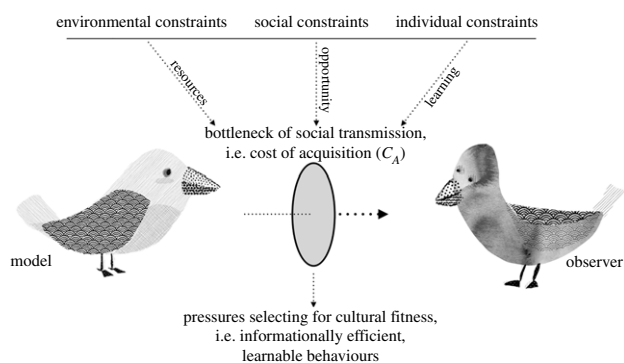 environmental constraints social constraints individual constraints
resources
opportunity
learning
bottleneck of social transmission,
i.e. cost of acquisition (C_A)
model
observer
pressures selecting for cultural fitness,
i.e. informationally efficient,
learnable behaviours